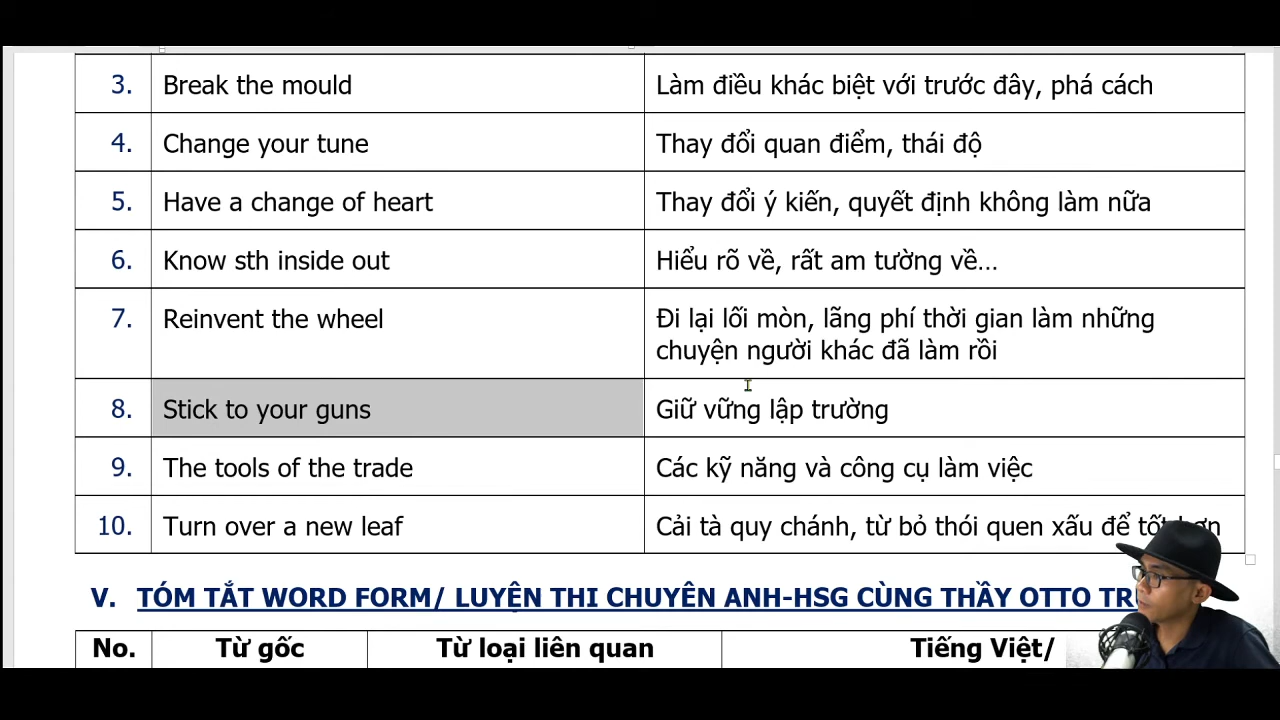 3. Break the mould Làm điều khác biệt với trước đây, phá cách
4. Change your tune Thay đổi quan điểm, thái độ
5. Have a change of heart Thay đổi ý kiến, quyết định không làm nữa
6. Know sth inside out Hiểu rõ về, rất am tường về...
7. Reinvent the wheel Đi lại lối mòn, lãng phí thời gian làm những
chuyện người khác đã làm rồi
8. Stick to your guns Giữ vững lập trường
9. The tools of the trade Các kỹ năng và công cụ làm việc
10. Turn over a new leaf Cải tà quy chánh, từ bỏ thói quen xấu để
V. TÓM TẮT WORD FORM/ LUYỆN THI CHUYÊN ANH-HSG CÙNG THẦY OTTO
No. Từ gốc Từ loại liên quan Tiếng Việt/